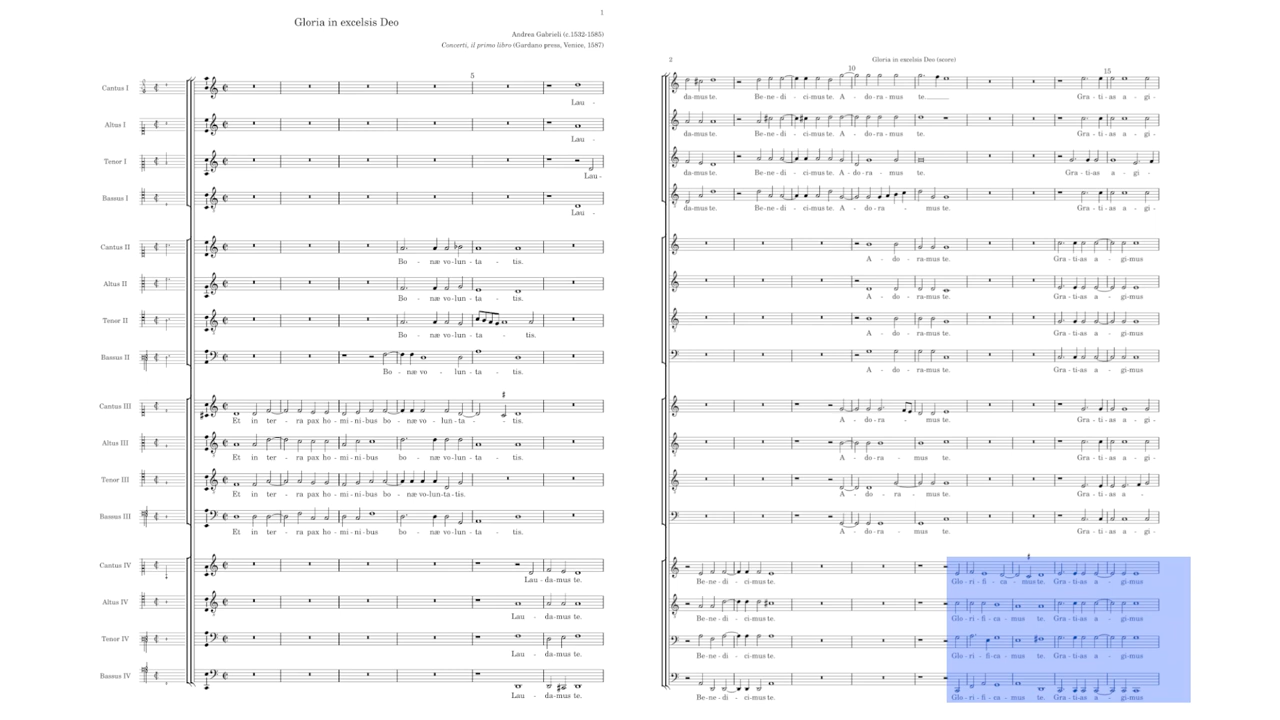 1
Gloria in excelsis Deo
Andrea Gabrieli (c.1532-1585)
Concerti, il primo libro (Gardano press, Venice, 1587)
5
Cantus I
Lau -
Altus I
Lau -
Tenor I
Lau -
Bassus I
Lau -
Cantus II
Bo - næ vo - lun - ta - tis.
Altus II
Bo - næ vo - lun - ta - tis.
Tenor II
Bo - næ vo - lun - ta - tis.
Bassus II
Bo - næ vo - lun - ta - tis.
Cantus III
Et in ter - ra pax ho - mi - ni - bus bo - næ vo - lun - ta - tis.
Altus III
Et in ter - ra pax ho - mi - ni - bus bo - næ vo - lun - ta - tis.
Tenor III
Et in ter - ra pax ho - mi - ni - bus bo - næ vo - lun - ta - tis.
Bassus III
Et in ter - ra pax ho - mi - ni - bus bo - næ vo - lun - ta - tis.
Cantus IV
Lau - da - mus te.
Altus IV
Lau - da - mus te.
Tenor IV
Lau - da - mus te.
Bassus IV
Lau - da - mus te.
2
Gloria in excelsis Deo (score)
10
15
da - mus te. Be - ne - di - ci - mus te. A - do - ra - mus te. Gra - ti - as a - gi -
da - mus te. Be - ne - di - ci - mus te. A - do - ra - mus te. Gra - ti - as a - gi -
da - mus te. Be - ne - di - ci - mus te. A - do - ra - mus te. Gra - ti - as a - gi -
da - mus te. Be - ne - di - ci - mus te. A - do - ra - mus te. Gra - ti - as a - gi -
A - do - ra - mus te. Gra - ti - as a - gi - mus
A - do - ra - mus te. Gra - ti - as a - gi - mus
A - do - ra - mus te. Gra - ti - as a - gi - mus
A - do - ra - mus te. Gra - ti - as a - gi - mus
A - do - ra - mus te. Gra - ti - as a - gi -
A - do - ra - mus te. Gra - ti - as a - gi -
A - do - ra - mus te. Gra - ti - as a -
A - do - ra - mus te. Gra - ti - as a - gi -
Be - ne - di - ci - mus te. Glo - ri - fi - ca - mus te. Gra - ti - as a - gi - mus
Be - ne - di - ci - mus te. Glo - ri - fi - ca - mus te. Gra - ti - as a - gi - mus
Be - ne - di - ci - mus te. Glo - ri - fi - ca - mus te. Gra - ti - as a - gi - mus
Be - ne - di - ci - mus te. Glo - ri - fi - ca - mus te. Gra - ti - as a - gi - mus